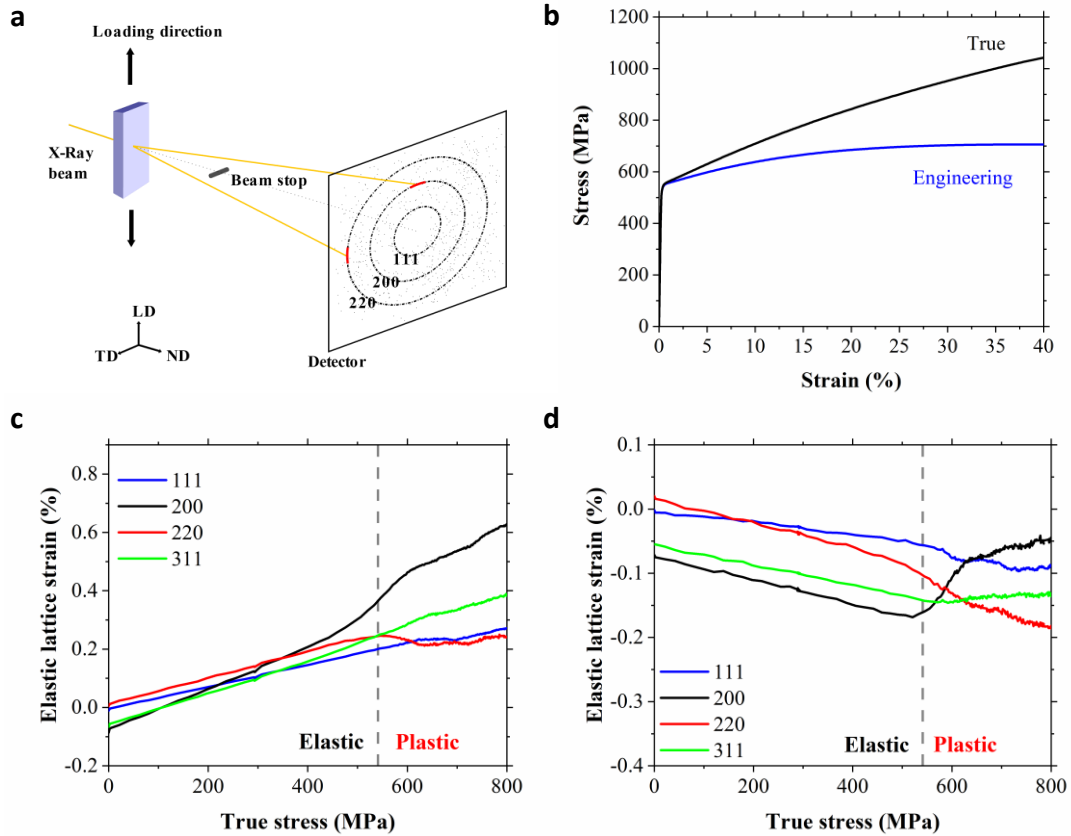 a
Loading direction
X-Ray
beam
Beam stop
111
200
220
LD
TD
ND
Detector
b
1200
1000
800
600
400
200
0
Stress (MPa)
True
Engineering
0 5 10 15 20 25 30 35 40
Strain (%)
c
0.8
0.6
0.4
0.2
0.0
-0.2
Elastic lattice strain (%)
111
200
220
311
Elastic Plastic
0 200 400 600 800
True stress (MPa)
d
0.1
0.0
-0.1
-0.2
-0.3
-0.4
Elastic lattice strain (%)
111
200
220
311
Elastic Plastic
0 200 400 600 800
True stress (MPa)